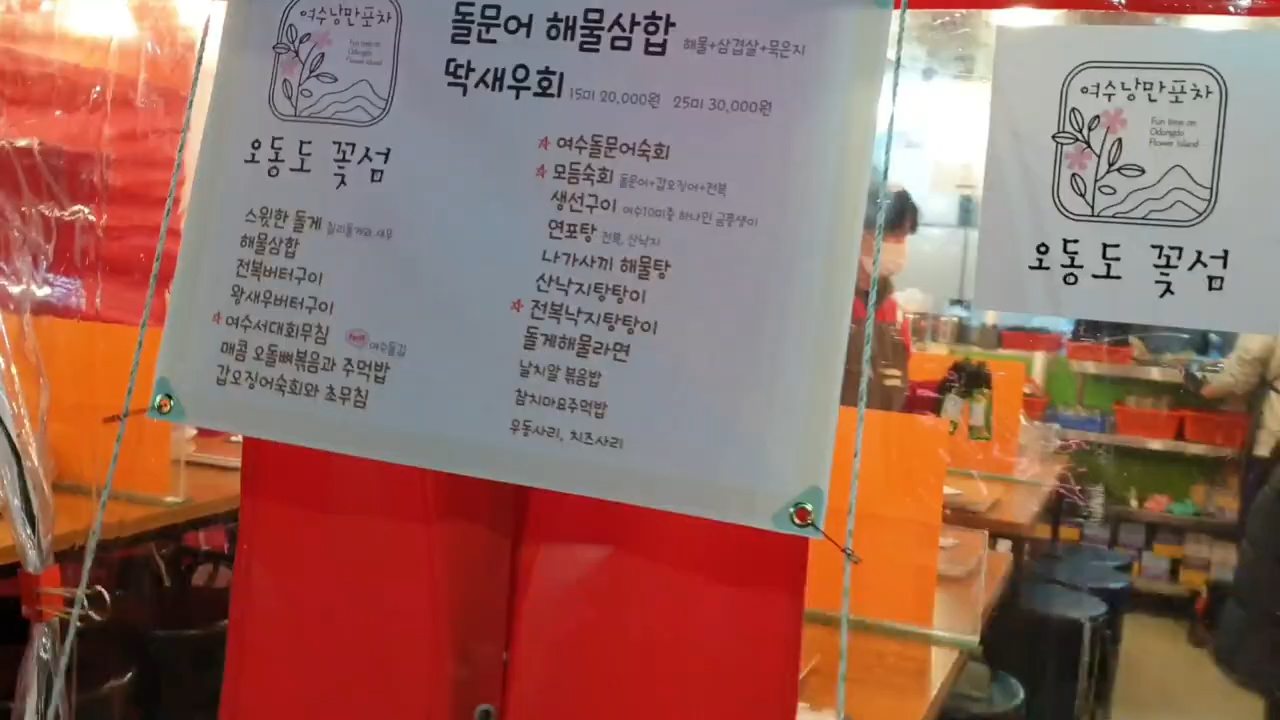 여수낭만포차
Fun time on
Odongdo
Flower Island
오동도 꽃섬
돌문어 해물삼합 해물+삼겹살+묵은지
딱새우회 15미 20,000원 25미 30,000원
스윗한 돌게
해물삼합
전복버터구이
왕새우버터구이
여수서대회무침 여수돌김
매콤 오돌뼈볶음과 주먹밥
갑오징어숙회와 초무침
여수돌문어숙회
모듬숙회 돌문어+갑오징어+전복
생선구이 여수10미중 하나인 금풍생이
연포탕 전복, 산낙지
나가사끼 해물탕
산낙지탕탕이
전복낙지탕탕이
돌게해물라면
날치알 볶음밥
참치마요주먹밥
우동사리, 치즈사리
여수낭만포차
Fun time on
Odongdo
Flower Island
오동도 꽃섬